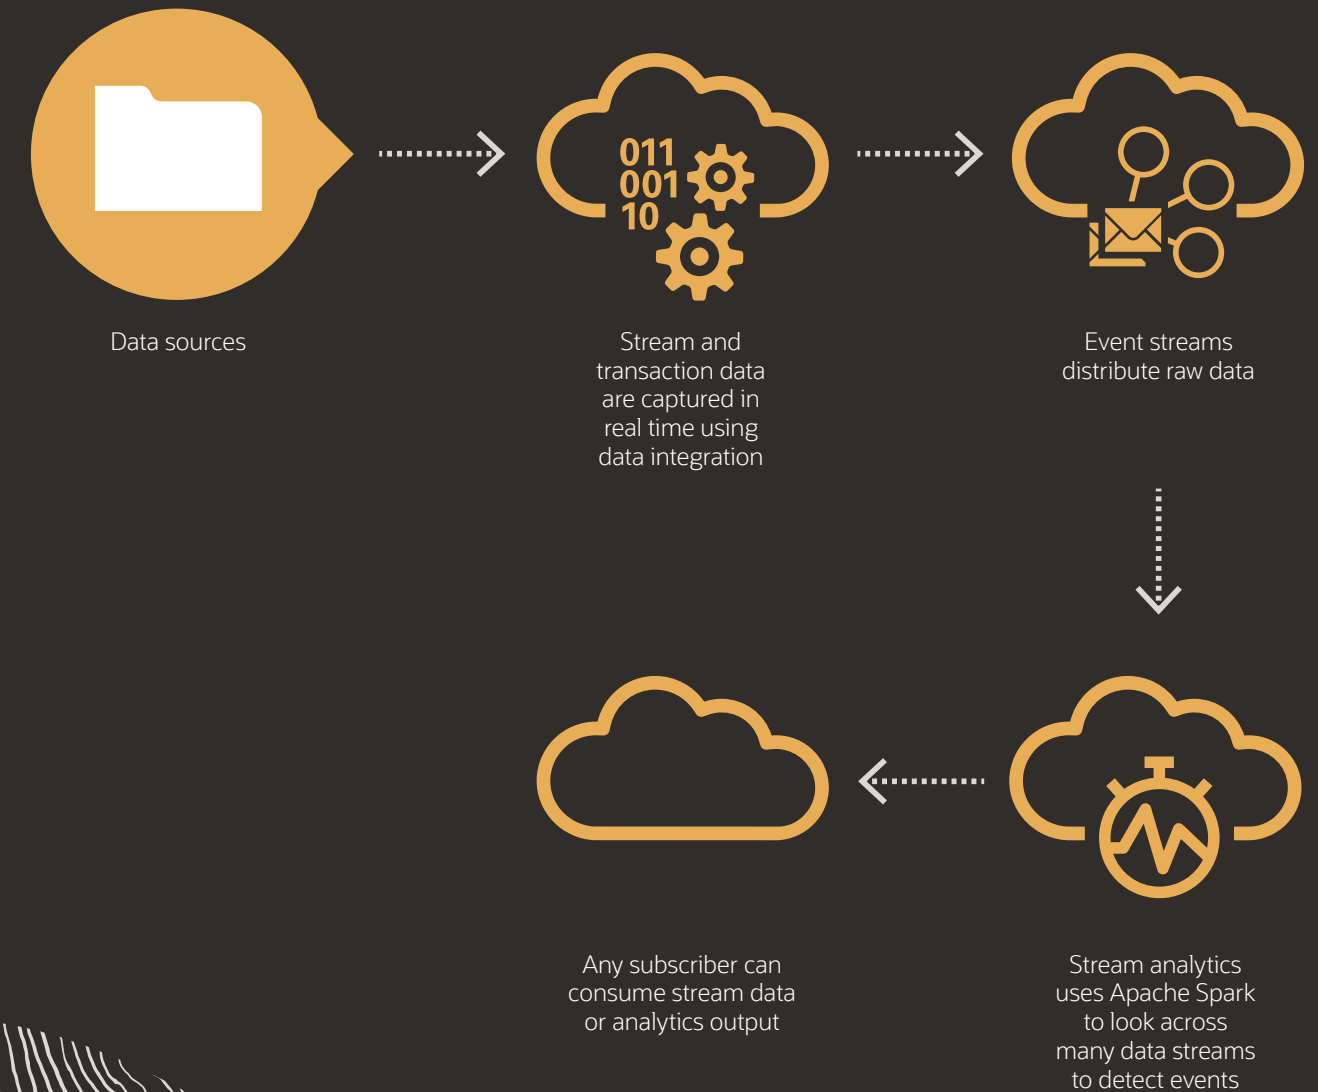 011
001
10
Data sources
Stream and
transaction data
are captured in
real time using
data integration
Event streams
distribute raw data
Any subscriber can
consume stream data
or analytics output
Stream analytics
uses Apache Spark
to look across
many data streams
to detect events